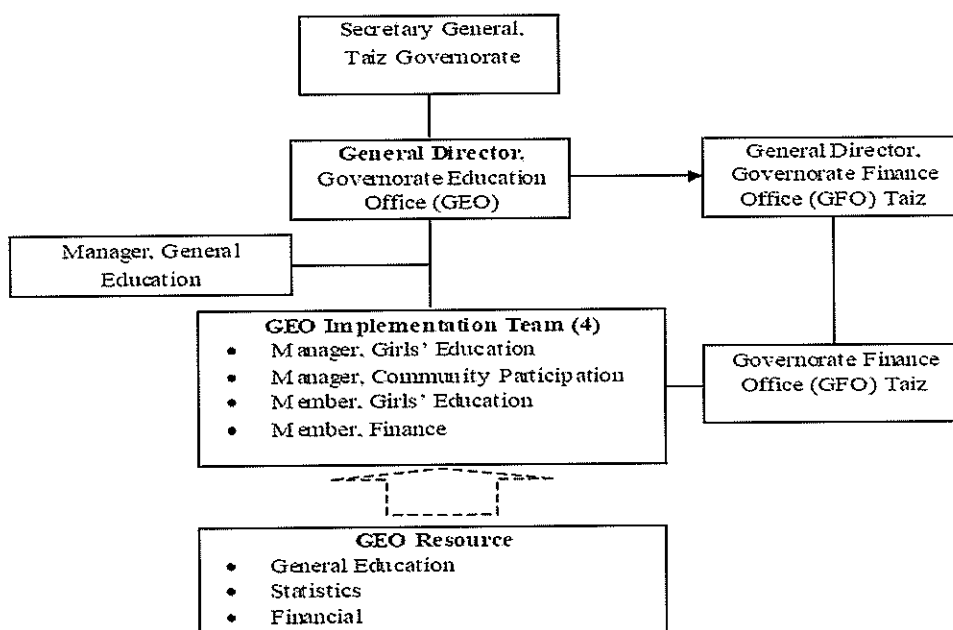 Secretary General,
Taiz Governorate
General Director,
Governorate Education
Office (GEO)
General Director,
Governorate Finance
Office (GFO) Taiz
Manager, General
Education
GEO Implementation Team (4)
• Manager, Girls' Education
• Manager, Community Participation
• Member, Girls' Education
• Member, Finance
Governorate Finance
Office (GFO) Taiz
GEO Resource
• General Education
• Statistics
• Financial